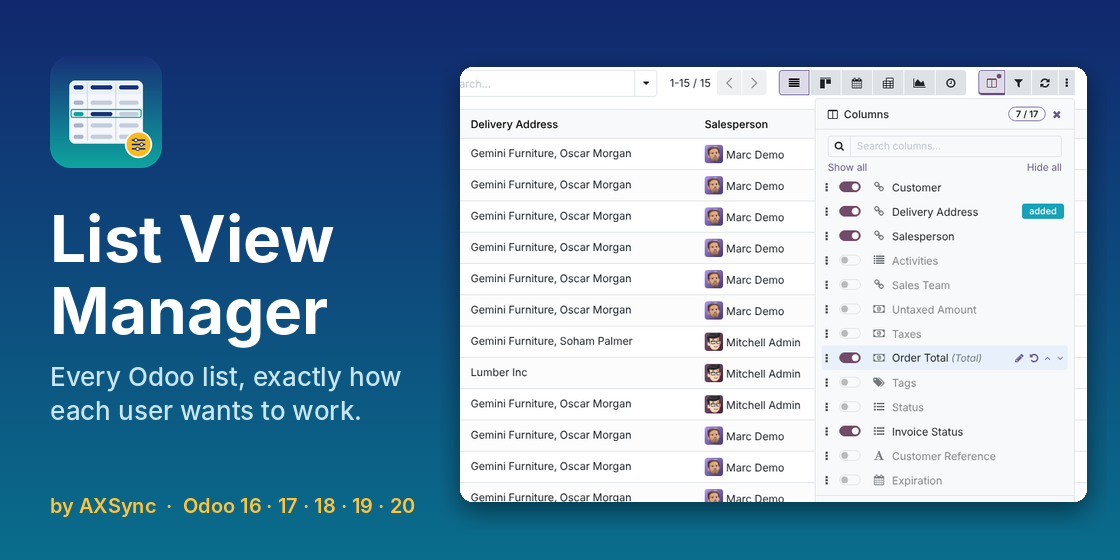 List View
Manager
Every Odoo list, exactly how
each user wants to work.
by AXSync · Odoo 16 · 17 · 18 · 19 · 20
arch...
1-15 / 15
Delivery Address Salesperson
Gemini Furniture, Oscar Morgan Marc Demo
Gemini Furniture, Oscar Morgan Marc Demo
Gemini Furniture, Oscar Morgan Marc Demo
Gemini Furniture, Oscar Morgan Marc Demo
Gemini Furniture, Oscar Morgan Marc Demo
Gemini Furniture, Oscar Morgan Marc Demo
Gemini Furniture, Soham Palmer Mitchell Admin
Lumber Inc Mitchell Admin
Gemini Furniture, Oscar Morgan Mitchell Admin
Gemini Furniture, Oscar Morgan Marc Demo
Gemini Furniture, Oscar Morgan Marc Demo
Gemini Furniture, Oscar Morgan Marc Demo
Columns 7 / 17
Search columns...
Show all Hide all
Customer
Delivery Address added
Salesperson
Activities
Sales Team
Untaxed Amount
Taxes
Order Total (Total)
Tags
Status
Invoice Status
Customer Reference
Expiration